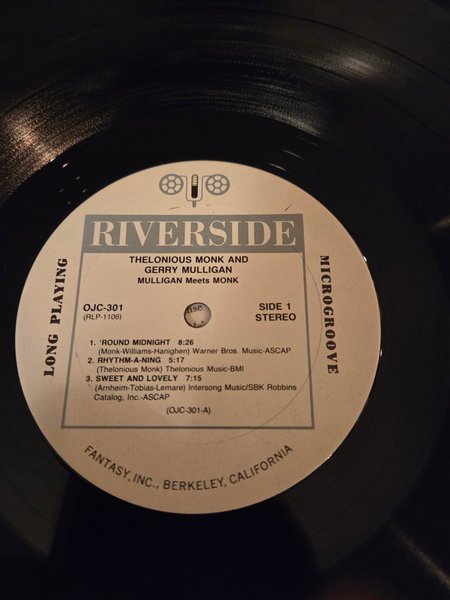 RIVERSIDE
THELONIOUS MONK AND
GERRY MULLIGAN
MULLIGAN Meets MONK
LONG PLAYING
MICROGROOVE
OJC-301
(RLP-1106)
SIDE 1
STEREO
1. 'ROUND MIDNIGHT 8:26
(Monk-Williams-Hanighen) Warner Bros. Music-ASCAP
2. RHYTHM-A-NING 5:17
(Thelonious Monk) Thelonious Music-BMI
3. SWEET AND LOVELY 7:15
(Arnheim-Tobias-Lemare) Intersong Music/SBK Robbins
Catalog, Inc.-ASCAP
(OJC-301-A)
FANTASY, INC., BERKELEY, CALIFORNIA